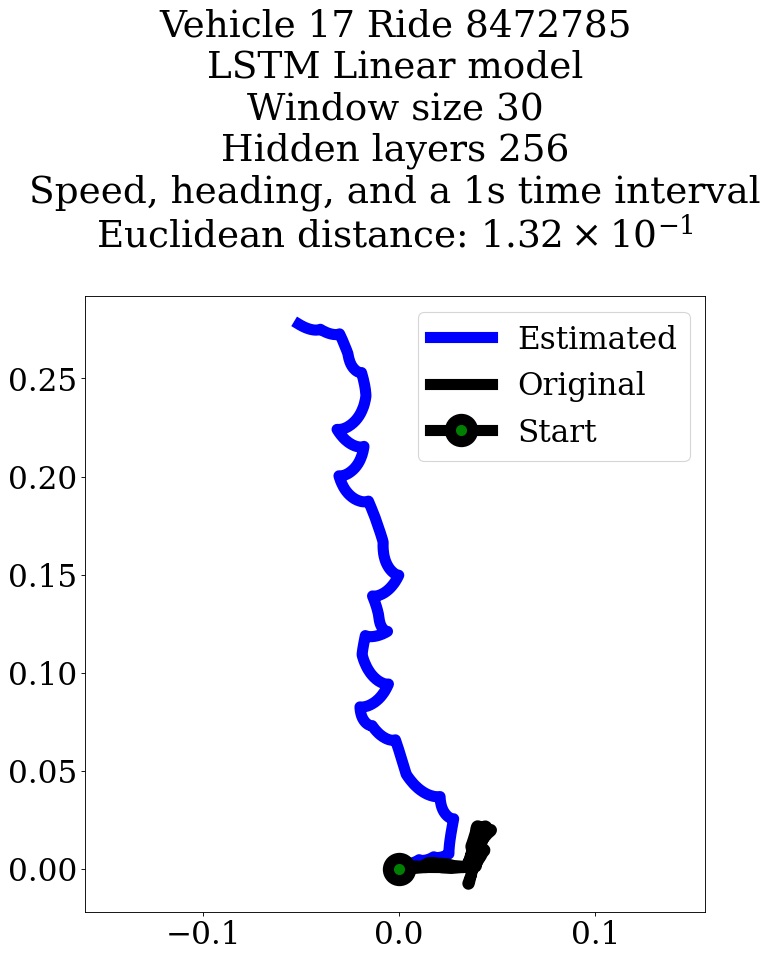 Vehicle 17 Ride 8472785
LSTM Linear model
Window size 30
Hidden layers 256
Speed, heading, and a 1s time interval
Euclidean distance: 1.32 × 10⁻¹
Estimated
Original
Start
0.25
0.20
0.15
0.10
0.05
0.00
−0.1 0.0 0.1